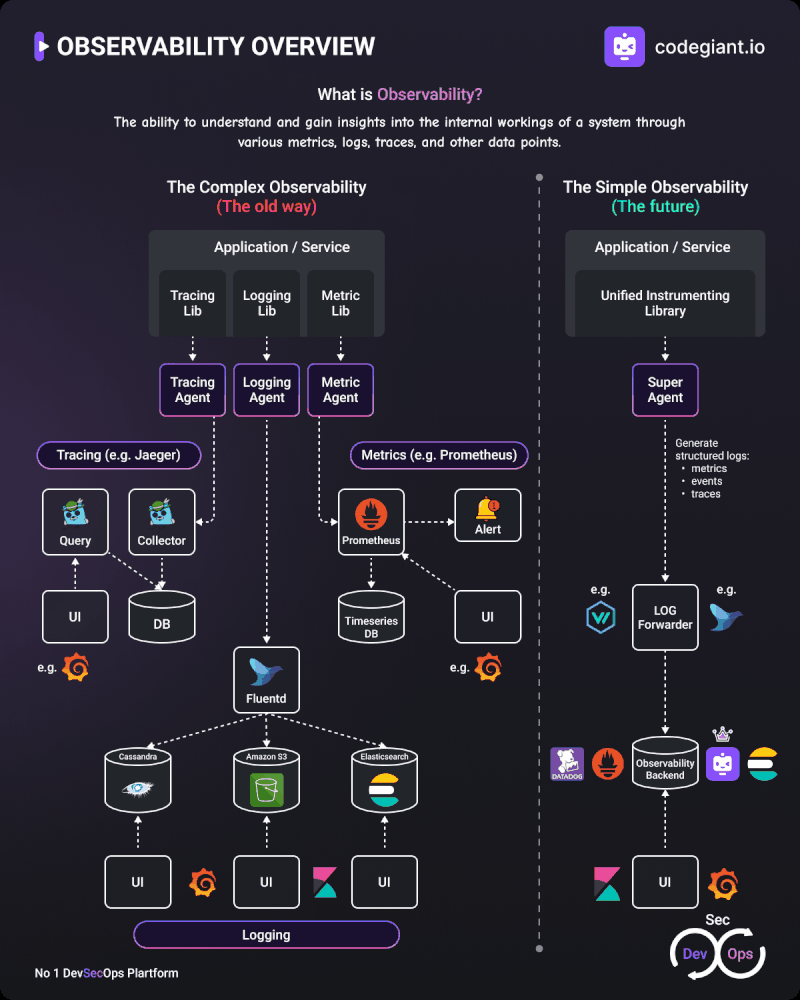 OBSERVABILITY OVERVIEW
codegiant.io
What is Observability?
The ability to understand and gain insights into the internal workings of a system through
various metrics, logs, traces, and other data points.
The Complex Observability
(The old way)
Application / Service
Tracing
Lib
Logging
Lib
Metric
Lib
Tracing
Agent
Logging
Agent
Metric
Agent
Tracing (e.g. Jaeger)
Metrics (e.g. Prometheus)
Query
Collector
Prometheus
Alert
UI
DB
Timeseries
DB
UI
e.g.
e.g.
Fluentd
Cassandra
Amazon S3
Elasticsearch
UI
UI
UI
Logging
The Simple Observability
(The future)
Application / Service
Unified Instrumenting
Library
Super
Agent
Generate
structured logs:
• metrics
• events
• traces
e.g.
e.g.
LOG
Forwarder
DATADOG
Observability
Backend
UI
Sec
Dev
Ops
No 1 DevSecOps Plartform